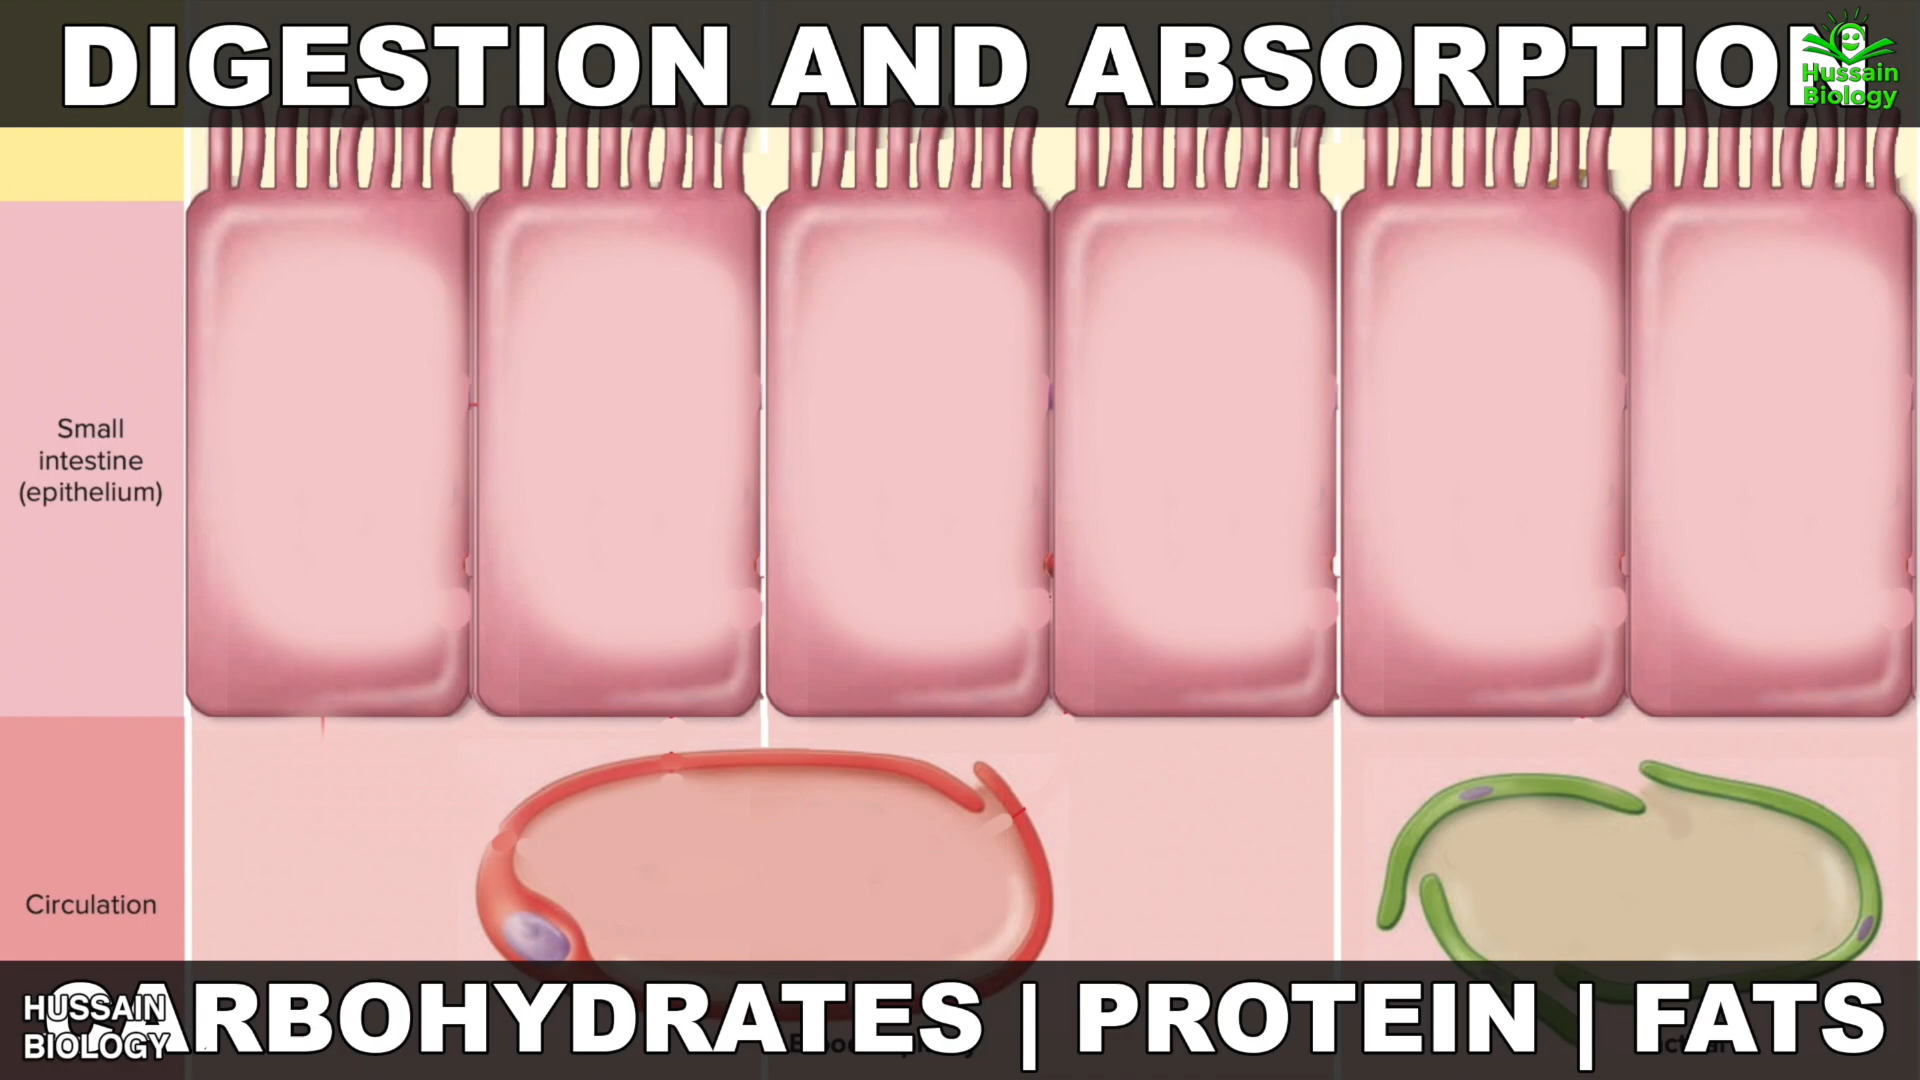 DIGESTION AND ABSORPTION
Hussain
Biology
Small
intestine
(epithelium)
Circulation
CARBOHYDRATES | PROTEIN | FATS
HUSSAIN
BIOLOGY